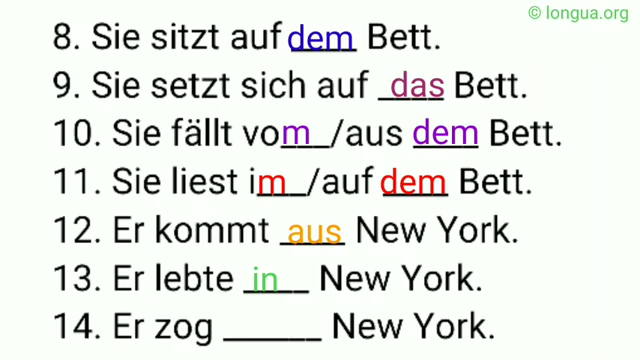 © longua.org
8. Sie sitzt auf dem Bett.
9. Sie setzt sich auf das Bett.
10. Sie fällt vom__/aus dem Bett.
11. Sie liest im__/auf dem Bett.
12. Er kommt aus New York.
13. Er lebte in New York.
14. Er zog ______ New York.